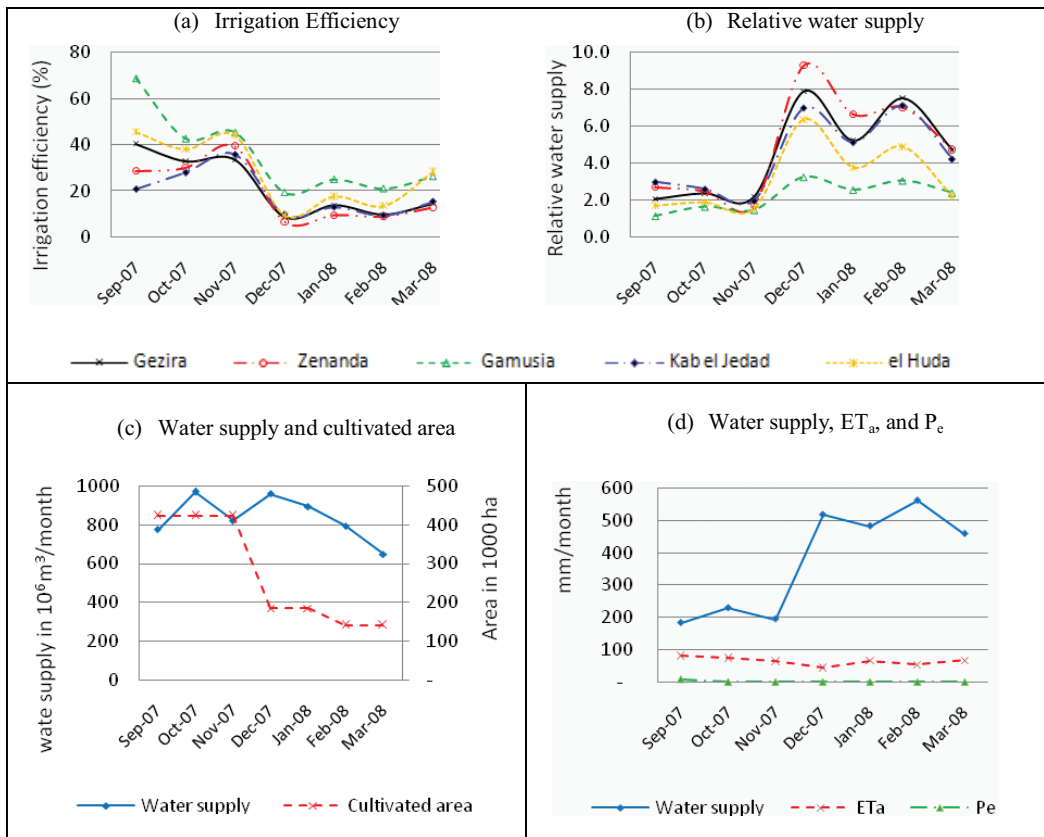 (a) Irrigation Efficiency
Irrigation efficiency (%)
80
60
40
20
0
Sep-07
Oct-07
Nov-07
Dec-07
Jan-08
Feb-08
Mar-08
(b) Relative water supply
Relative water supply
10.0
8.0
6.0
4.0
2.0
0.0
Sep-07
Oct-07
Nov-07
Dec-07
Jan-08
Feb-08
Mar-08
Gezira Zenanda Gamusia Kab el Jedad el Huda
(c) Water supply and cultivated area
wate supply in 10⁶m³/month
1000
800
600
400
200
0
Area in 1000 ha
500
400
300
200
100
-
Sep-07
Oct-07
Nov-07
Dec-07
Jan-08
Feb-08
Mar-08
Water supply Cultivated area
(d) Water supply, ETₐ, and Pₑ
mm/month
600
500
400
300
200
100
-
Sep-07
Oct-07
Nov-07
Dec-07
Jan-08
Feb-08
Mar-08
Water supply ETa Pe